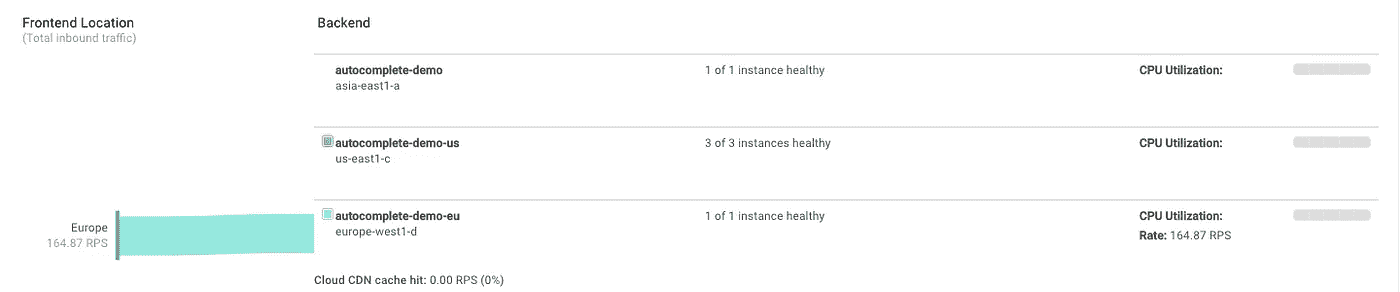 Frontend Location
(Total inbound traffic)
Backend
autocomplete-demo
asia-east1-a
1 of 1 instance healthy
CPU Utilization:
autocomplete-demo-us
us-east1-c
3 of 3 instances healthy
CPU Utilization:
Europe
164.87 RPS
autocomplete-demo-eu
europe-west1-d
1 of 1 instance healthy
CPU Utilization:
Rate: 164.87 RPS
Cloud CDN cache hit: 0.00 RPS (0%)